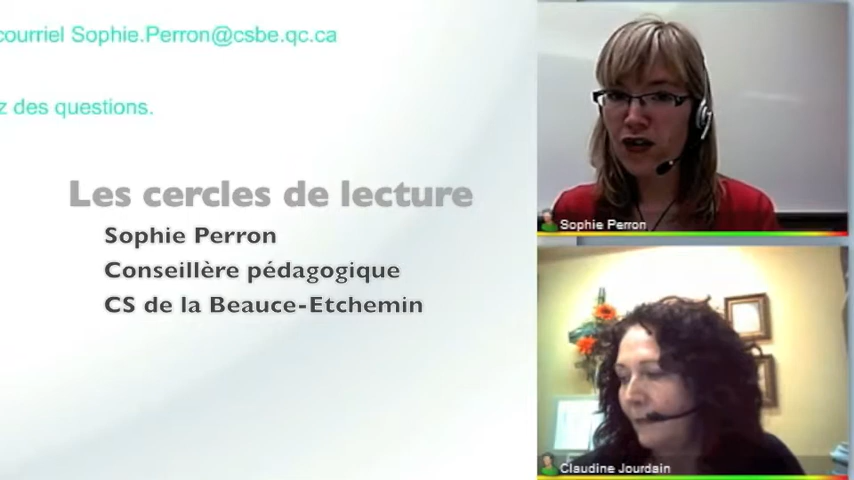 courriel Sophie.Perron@csbe.qc.ca
z des questions.
Les cercles de lecture
Sophie Perron
Conseillère pédagogique
CS de la Beauce-Etchemin
Sophie Perron
Claudine Jourdain